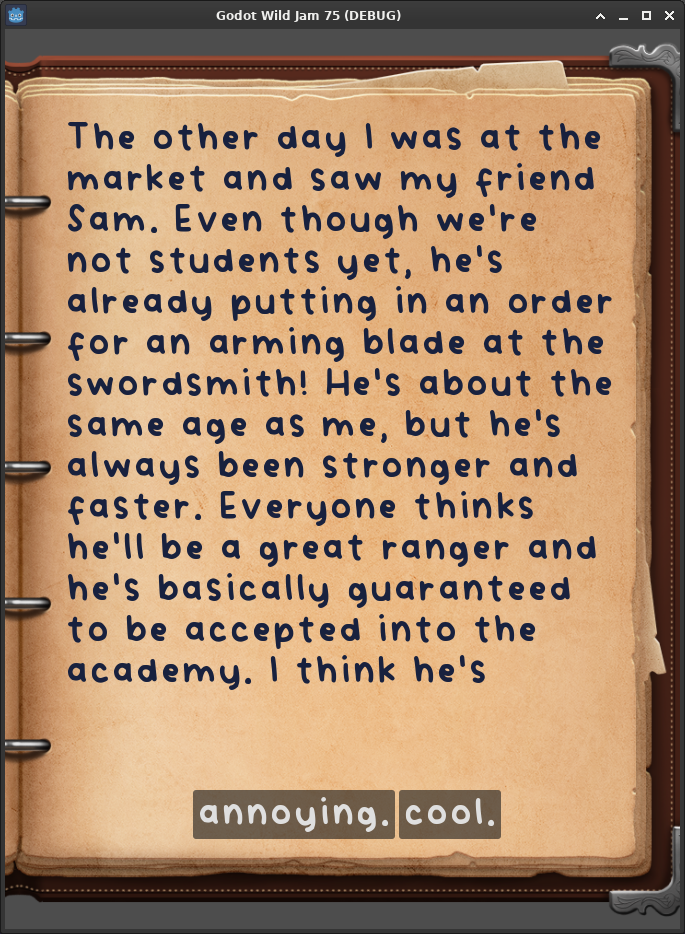 Godot Wild Jam 75 (DEBUG)
The other day I was at the
market and saw my friend
Sam. Even though we're
not students yet, he's
already putting in an order
for an arming blade at the
swordsmith! He's about the
same age as me, but he's
always been stronger and
faster. Everyone thinks
he'll be a great ranger and
he's basically guaranteed
to be accepted into the
academy. I think he's
annoying. cool.